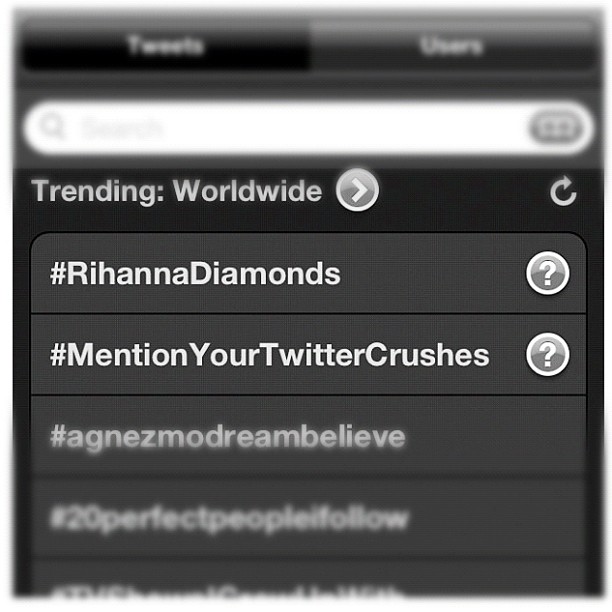 Tweets Users
Search
Trending: Worldwide
#RihannaDiamonds
#MentionYourTwitterCrushes
#agnezmodreambelieve
#20perfectpeopleifollow